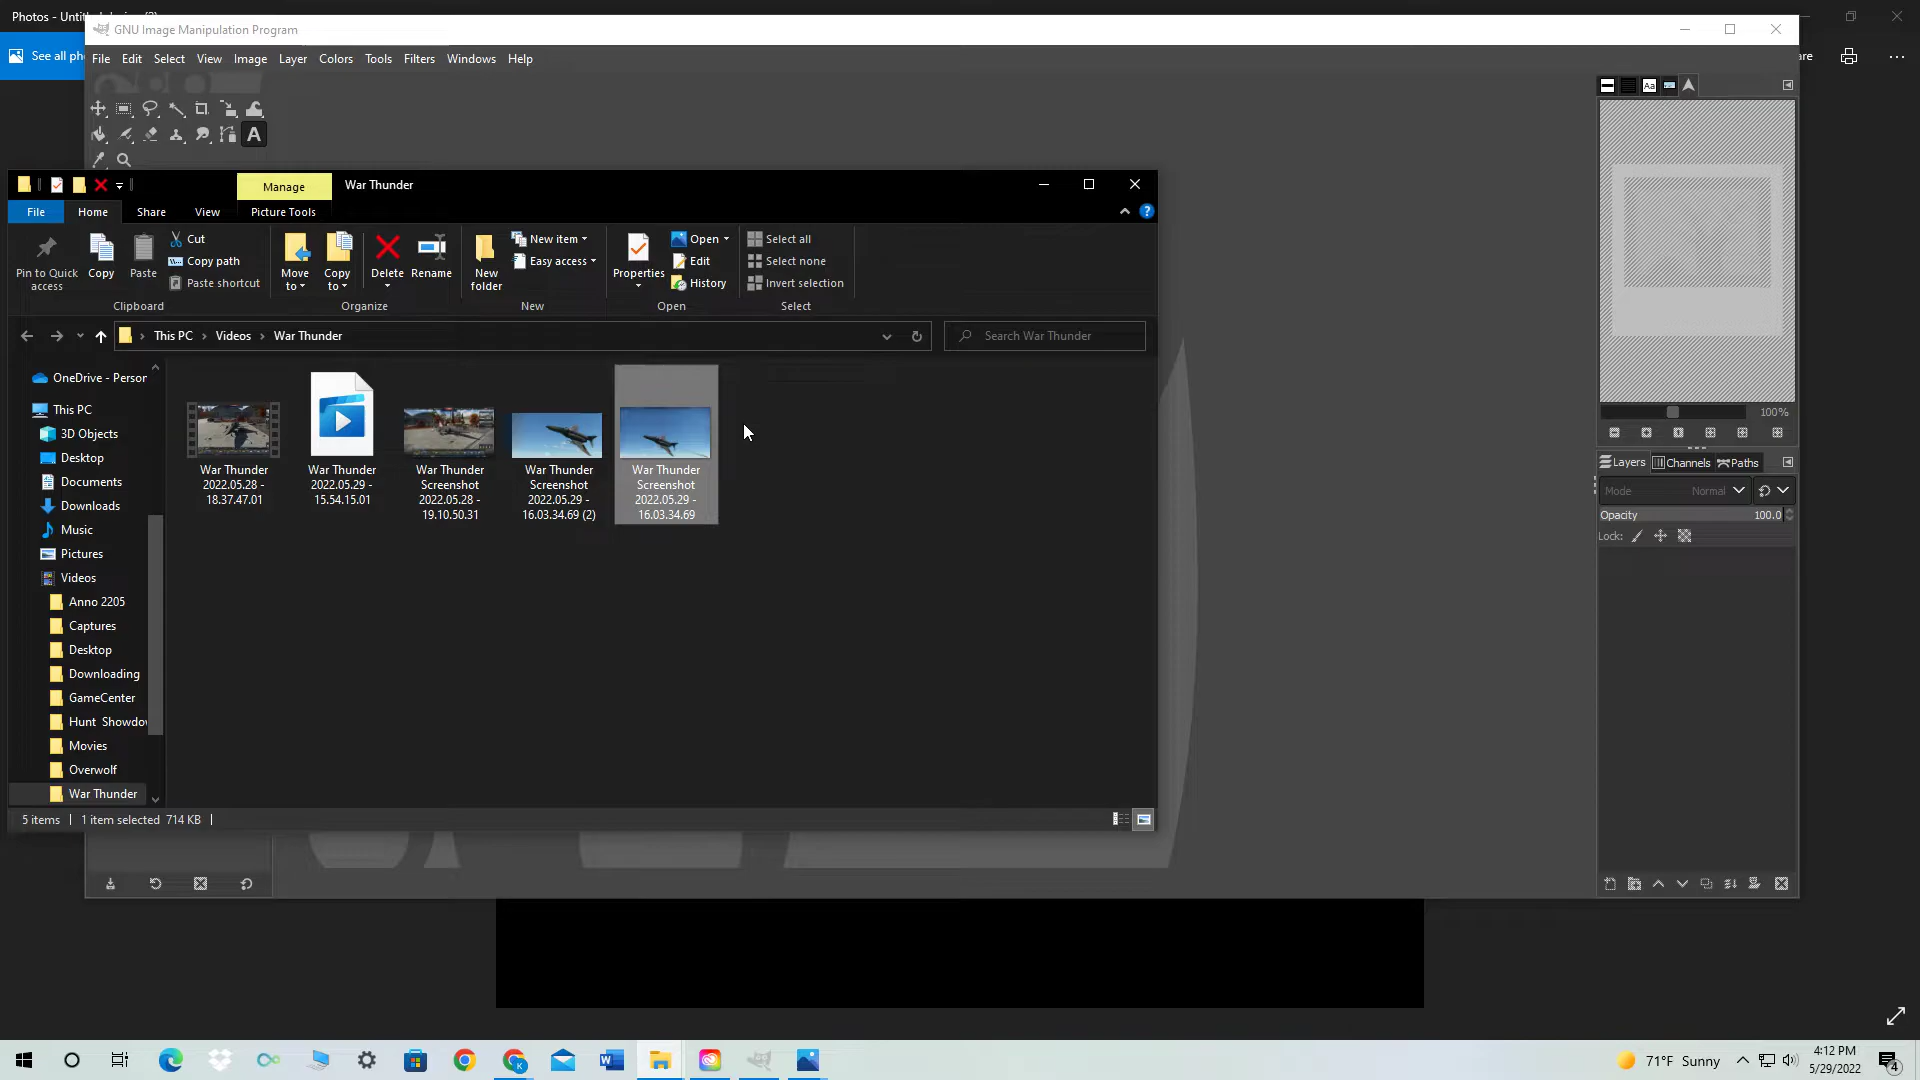 Photos - Unt
See all ph
are
GNU Image Manipulation Program
File Edit Select View Image Layer Colors Tools Filters Windows Help
Aa
Manage War Thunder
File Home Share View Picture Tools
Pin to Quick access
Copy
Paste
Cut
Copy path
Paste shortcut
Clipboard
Move to
Copy to
Delete
Rename
Organize
New folder
New item
Easy access
New
Properties
Open
Edit
History
Open
Select all
Select none
Invert selection
Select
This PC Videos War Thunder
Search War Thunder
OneDrive - Person
This PC
3D Objects
Desktop
Documents
Downloads
Music
Pictures
Videos
Anno 2205
Captures
Desktop
Downloading
GameCenter
Hunt Showdo
Movies
Overwolf
War Thunder
War Thunder
2022.05.28 -
18.37.47.01
War Thunder
2022.05.29 -
15.54.15.01
War Thunder
Screenshot
2022.05.28 -
19.10.50.31
War Thunder
Screenshot
2022.05.29 -
16.03.34.69 (2)
War Thunder
Screenshot
2022.05.29 -
16.03.34.69
5 items 1 item selected 714 KB
100%
Layers Channels Paths
Mode Normal
Opacity 100.0
Lock:
71°F Sunny
4:12 PM
5/29/2022
4